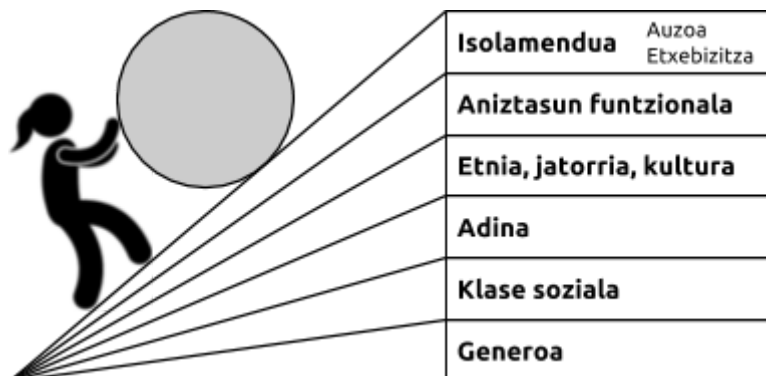 Isolamendua
Auzoa
Etxebizitza
Aniztasun funtzionala
Etnia, jatorria, kultura
Adina
Klase soziala
Generoa